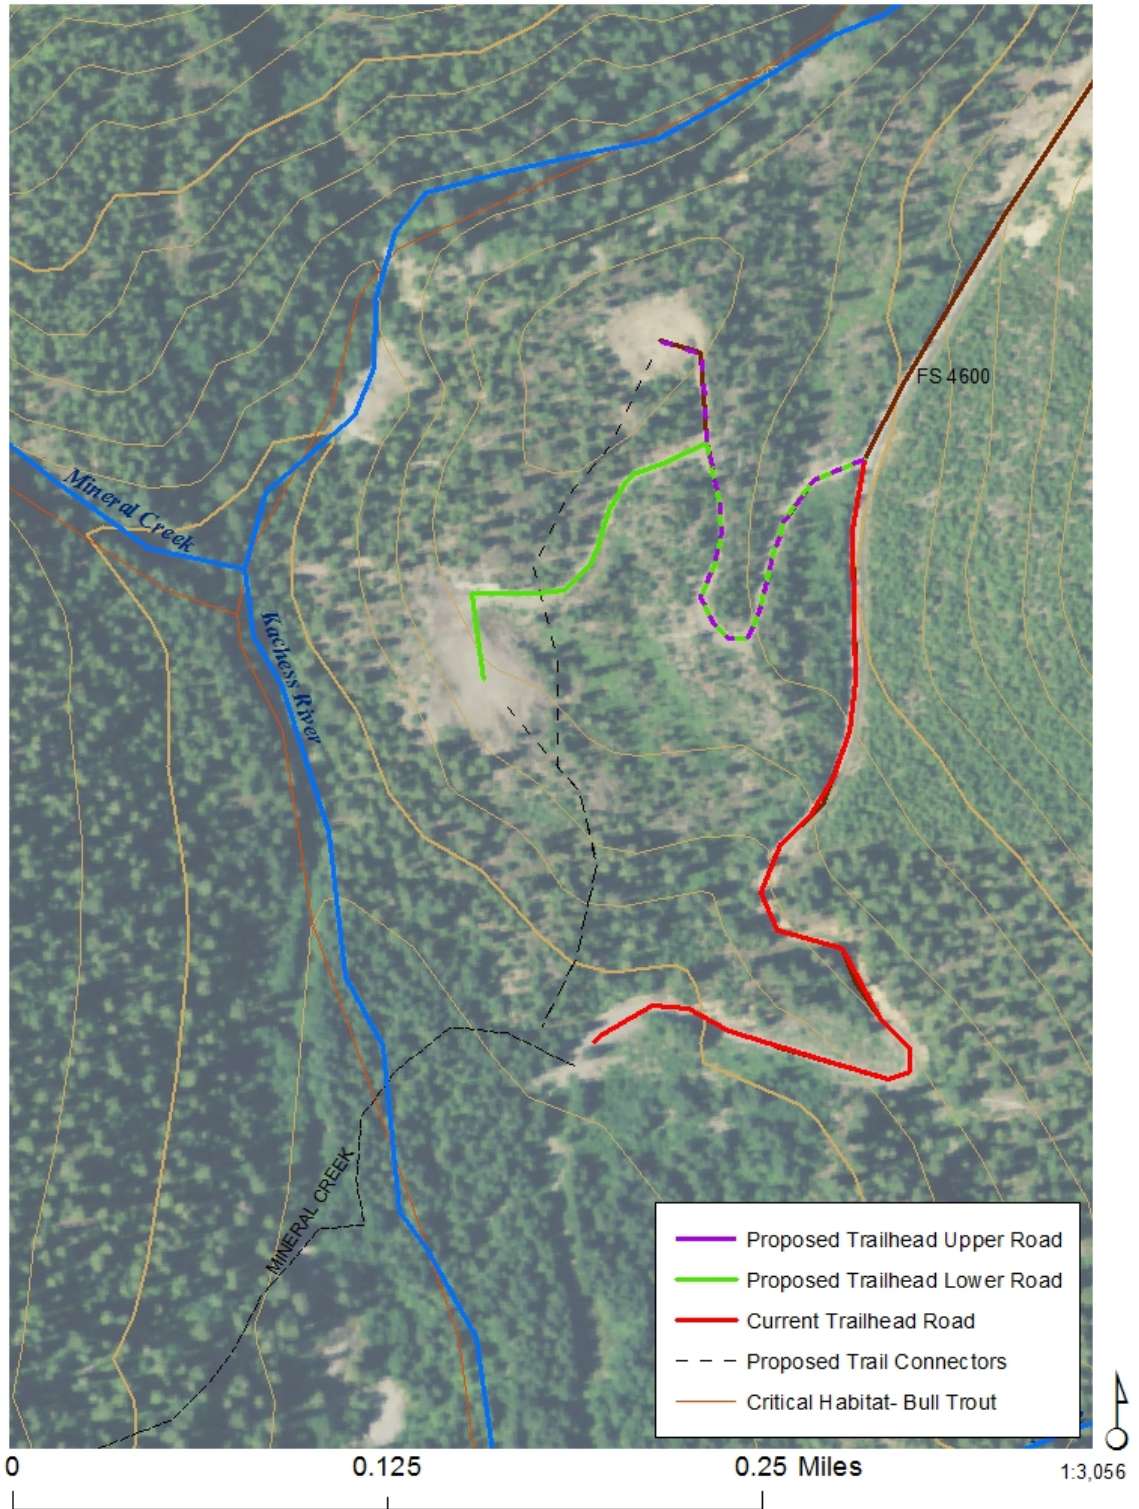 FS 4600
Mineral Creek
Kachess River
MINERAL CREEK
Proposed Trailhead Upper Road
Proposed Trailhead Lower Road
Current Trailhead Road
Proposed Trail Connectors
Critical Habitat- Bull Trout
0 0.125 0.25 Miles
1:3,056